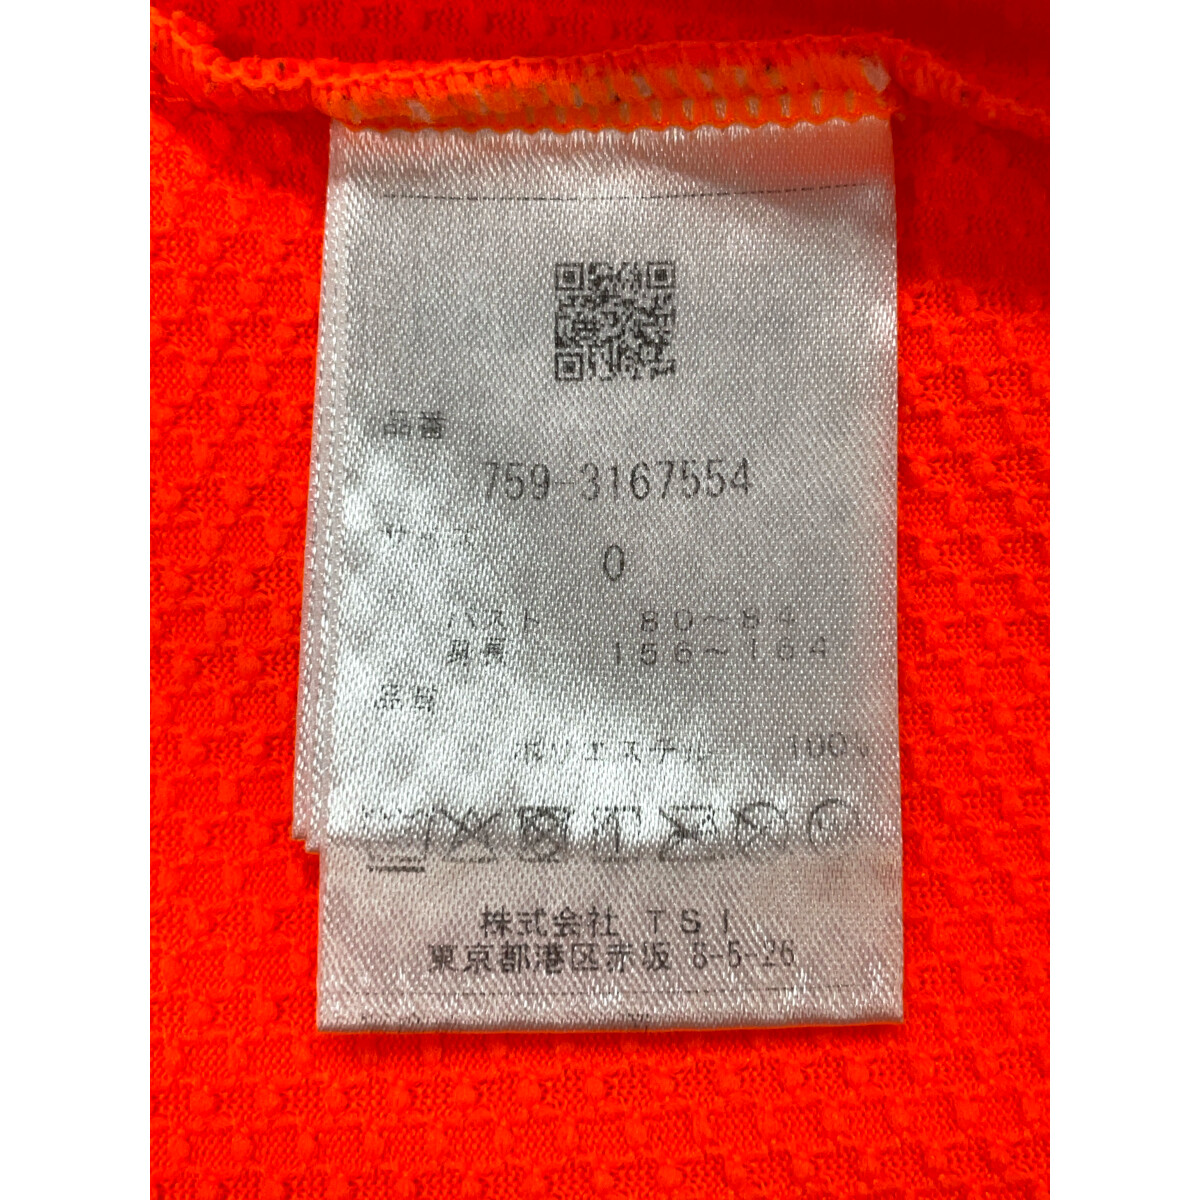 品番
759-3167554
サイズ
0
バスト 80～84
身長 156～164
品質
ポリエステル 100%
株式会社 TSI
東京都港区赤坂 8-5-26